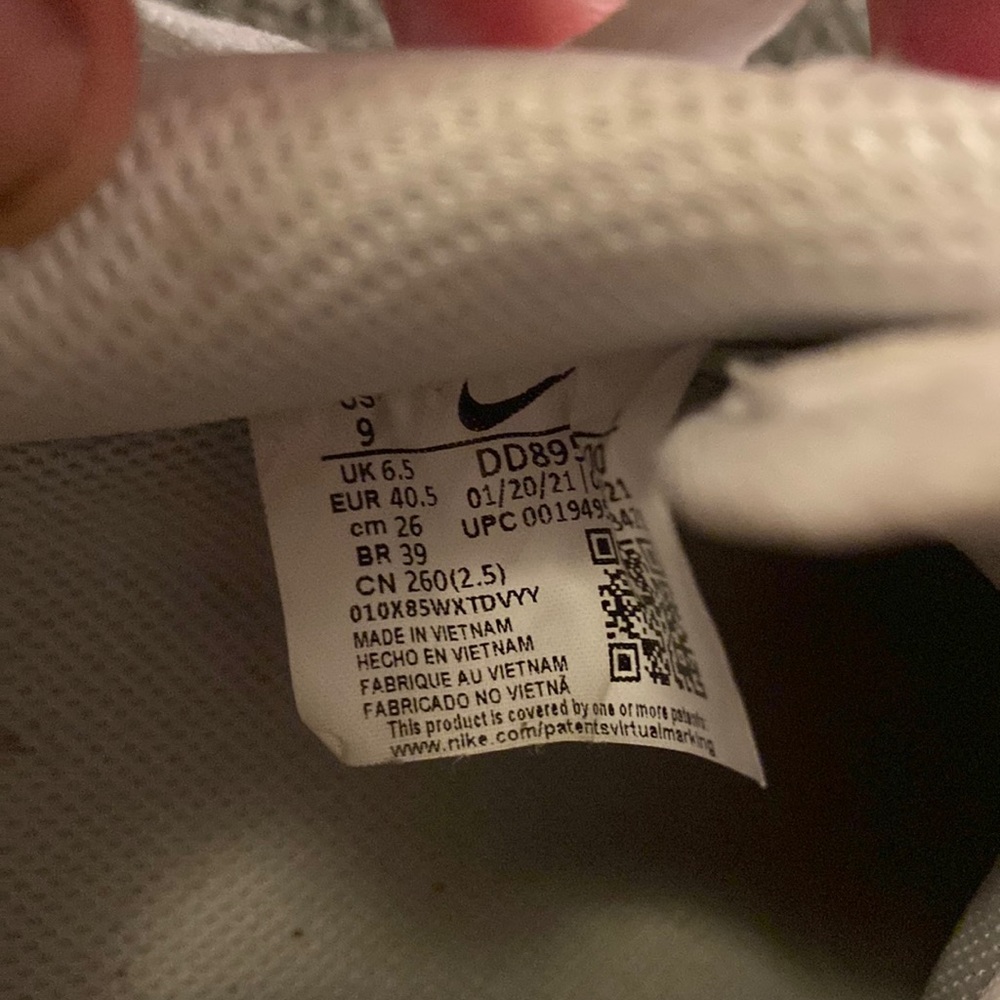 US
9
UK 6.5
EUR 40.5
cm 26
BR 39
CN 260(2.5)
010X85WXTDVYY
DD89
01/20/21
UPC
MADE IN VIETNAM
HECHO EN VIETNAM
FABRIQUE AU VIETNAM
FABRICADO NO VIETNÃ
This product is covered by one or more patents
www.nike.com/patentsvirtualmarking